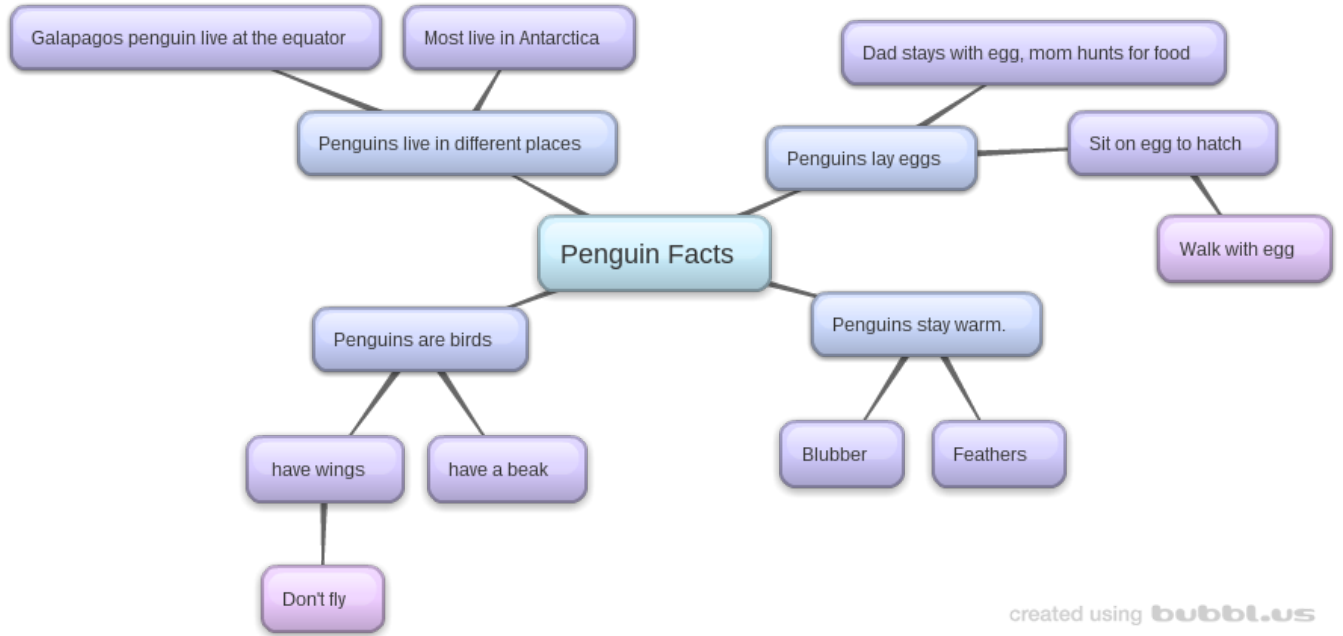 Galapagos penguin live at the equator
Most live in Antarctica
Dad stays with egg, mom hunts for food
Penguins live in different places
Penguins lay eggs
Sit on egg to hatch
Penguin Facts
Walk with egg
Penguins are birds
Penguins stay warm.
have wings
have a beak
Blubber
Feathers
Don't fly
created using bubbl.us